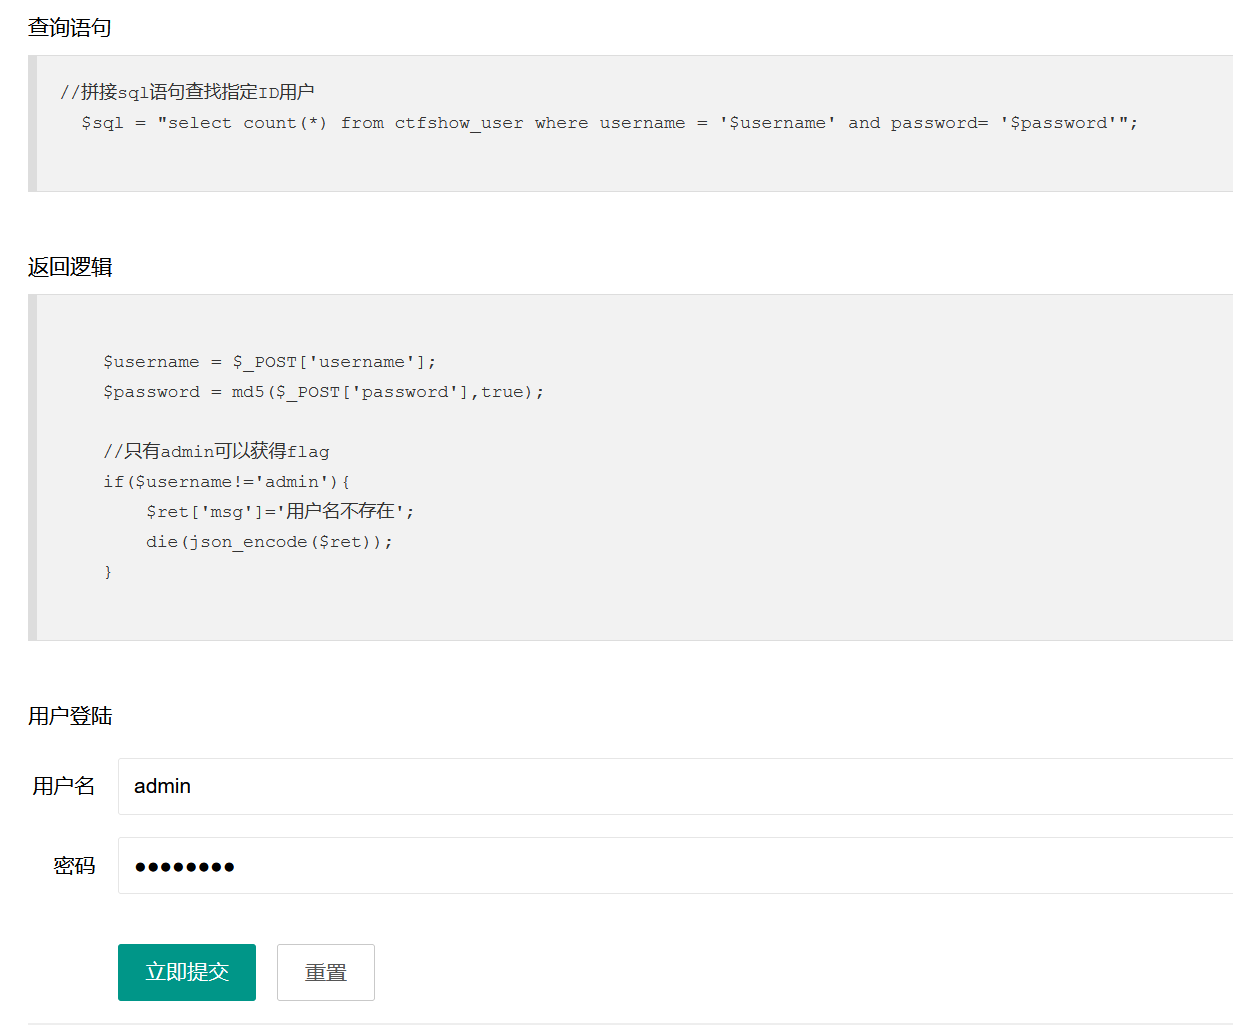 查询语句
//拼接sql语句查找指定ID用户
$sql = "select count(*) from ctfshow_user where username = '$username' and password= '$password'";
返回逻辑
$username = $_POST['username'];
$password = md5($_POST['password'],true);
//只有admin可以获得flag
if($username!='admin'){
$ret['msg']='用户名不存在';
die(json_encode($ret));
}
用户登陆
用户名 admin
密码 ●●●●●●●●
立即提交 重置